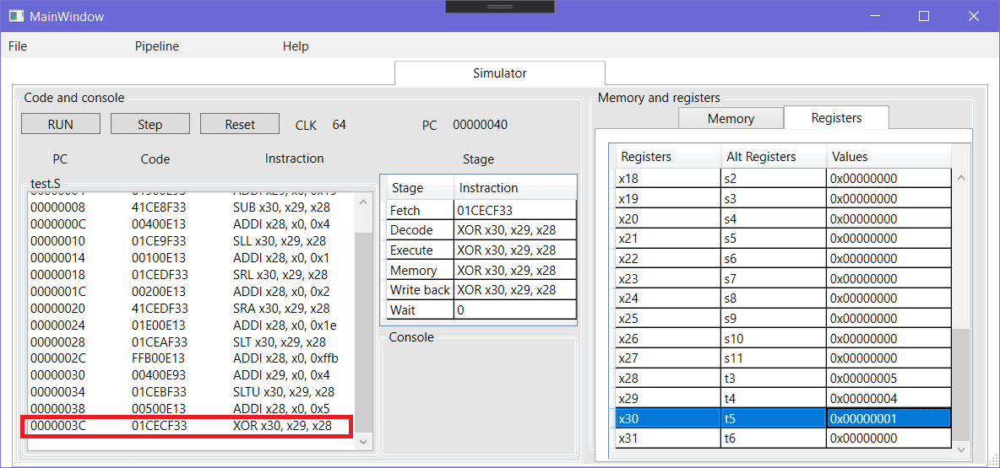 MainWindow
File Pipeline Help
Simulator
Code and console
RUN Step Reset CLK 64 PC 00000040
PC Code Instraction Stage
test.S
00000008 41CE8F33 SUB x30, x29, x28
0000000C 00400E13 ADDI x28, x0, 0x4
00000010 01CE9F33 SLL x30, x29, x28
00000014 00100E13 ADDI x28, x0, 0x1
00000018 01CEDF33 SRL x30, x29, x28
0000001C 00200E13 ADDI x28, x0, 0x2
00000020 41CEDF33 SRA x30, x29, x28
00000024 01E00E13 ADDI x28, x0, 0x1e
00000028 01CEAF33 SLT x30, x29, x28
0000002C FFB00E13 ADDI x28, x0, 0xffb
00000030 00400E93 ADDI x29, x0, 0x4
00000034 01CEBF33 SLTU x30, x29, x28
00000038 00500E13 ADDI x28, x0, 0x5
0000003C 01CECF33 XOR x30, x29, x28
Stage Instraction
Fetch 01CECF33
Decode XOR x30, x29, x28
Execute XOR x30, x29, x28
Memory XOR x30, x29, x28
Write back XOR x30, x29, x28
Wait 0
Console
Memory and registers
Memory Registers
Registers Alt Registers Values
x18 s2 0x00000000
x19 s3 0x00000000
x20 s4 0x00000000
x21 s5 0x00000000
x22 s6 0x00000000
x23 s7 0x00000000
x24 s8 0x00000000
x25 s9 0x00000000
x26 s10 0x00000000
x27 s11 0x00000000
x28 t3 0x00000005
x29 t4 0x00000004
x30 t5 0x00000001
x31 t6 0x00000000